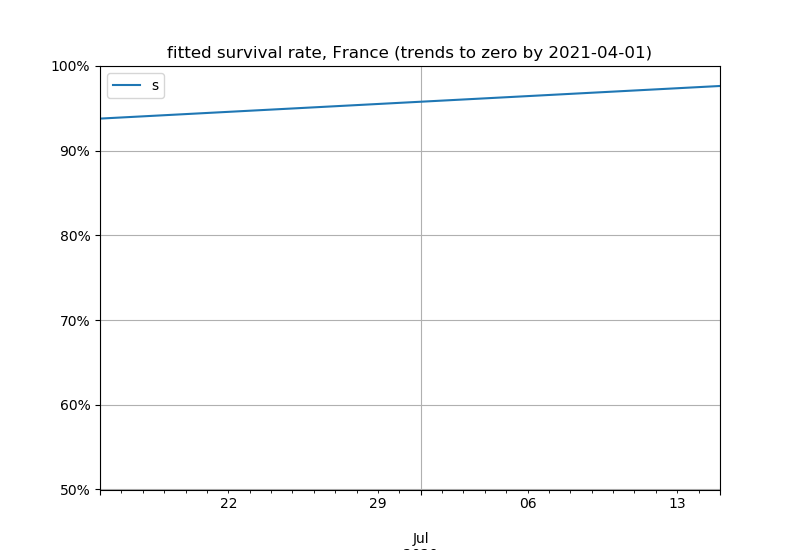 fitted survival rate, France (trends to zero by 2021-04-01)
100%
s
90%
80%
70%
60%
50%
22 29 06 13
Jul